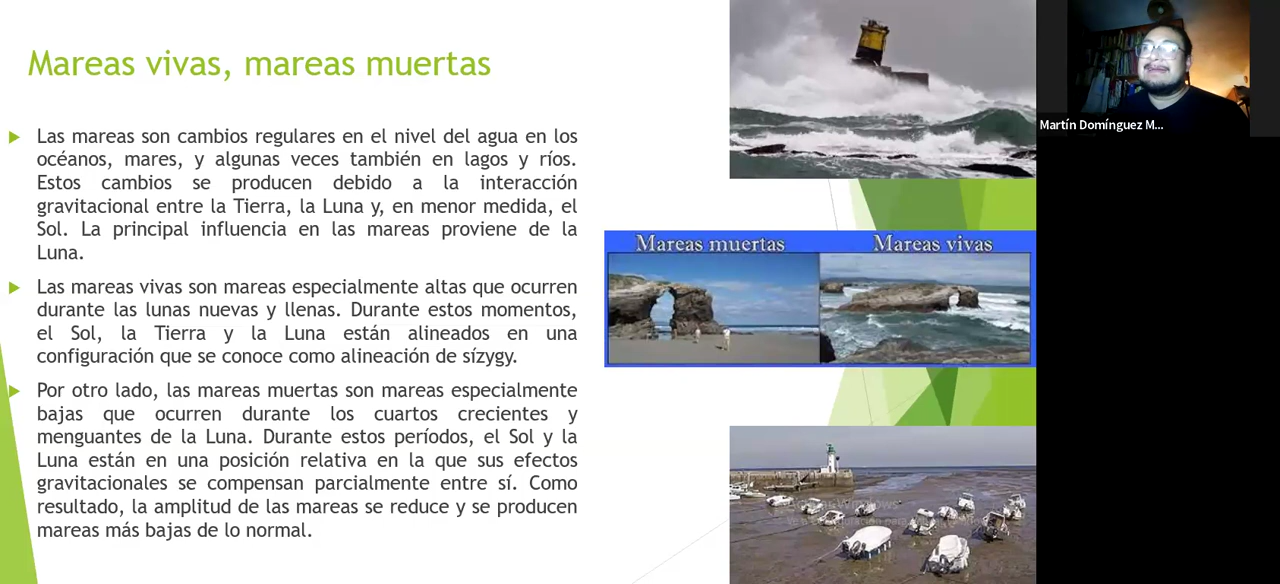 Mareas vivas, mareas muertas
Las mareas son cambios regulares en el nivel del agua en los
océanos, mares, y algunas veces también en lagos y ríos.
Estos cambios se producen debido a la interacción
gravitacional entre la Tierra, la Luna y, en menor medida, el
Sol. La principal influencia en las mareas proviene de la
Luna.
Las mareas vivas son mareas especialmente altas que ocurren
durante las lunas nuevas y llenas. Durante estos momentos,
el Sol, la Tierra y la Luna están alineados en una
configuración que se conoce como alineación de sízygy.
Por otro lado, las mareas muertas son mareas especialmente
bajas que ocurren durante los cuartos crecientes y
menguantes de la Luna. Durante estos períodos, el Sol y la
Luna están en una posición relativa en la que sus efectos
gravitacionales se compensan parcialmente entre sí. Como
resultado, la amplitud de las mareas se reduce y se producen
mareas más bajas de lo normal.
Mareas muertas
Mareas vivas
Martín Domínguez M...